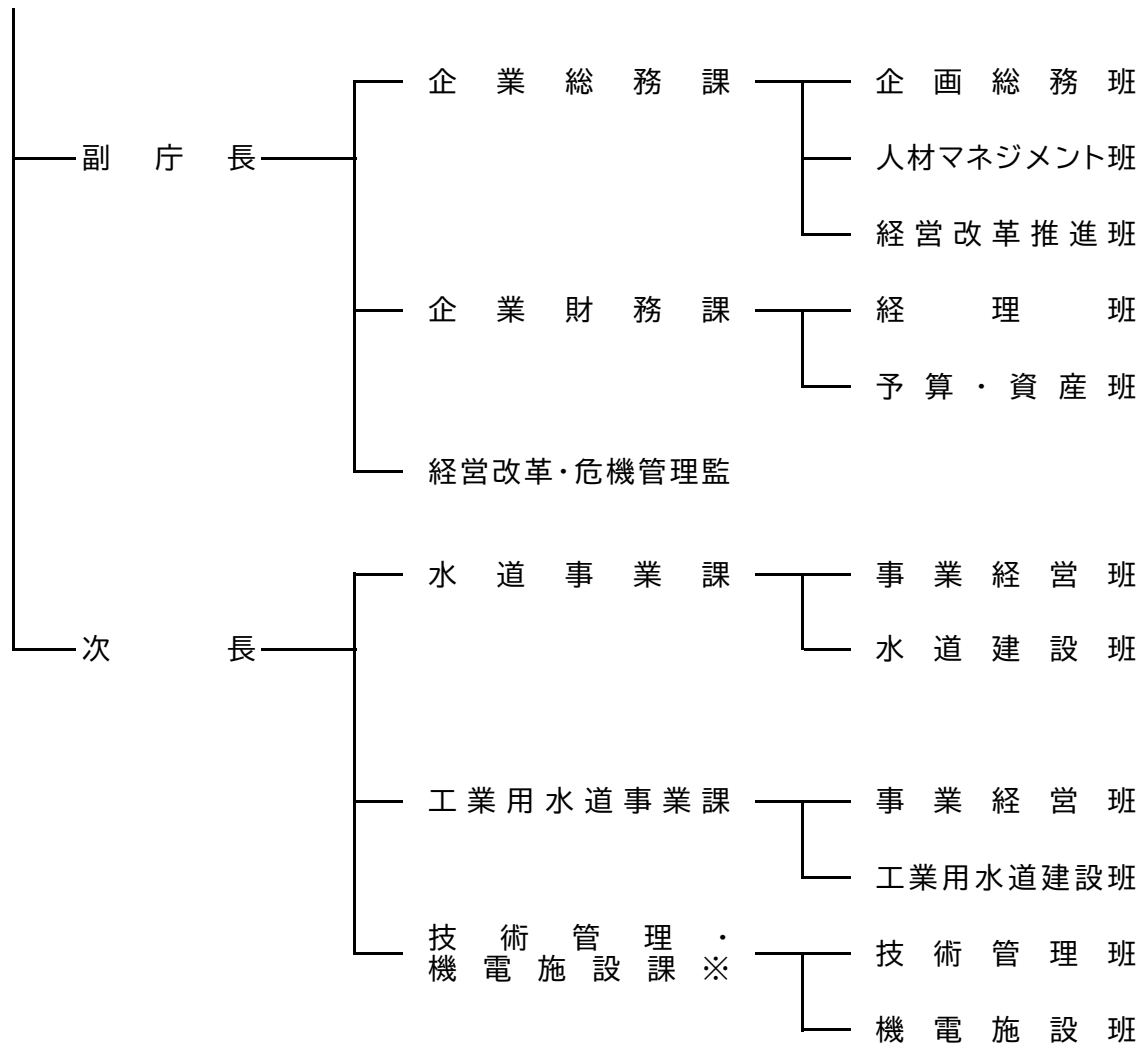 企業総務課 企画総務班
副庁長 人材マネジメント班
経営改革推進班
企業財務課 経理班
予算・資産班
経営改革・危機管理監
水道事業課 事業経営班
次長 水道建設班
工業用水道事業課 事業経営班
工業用水道建設班
技術管理・
機電施設課※ 技術管理班
機電施設班